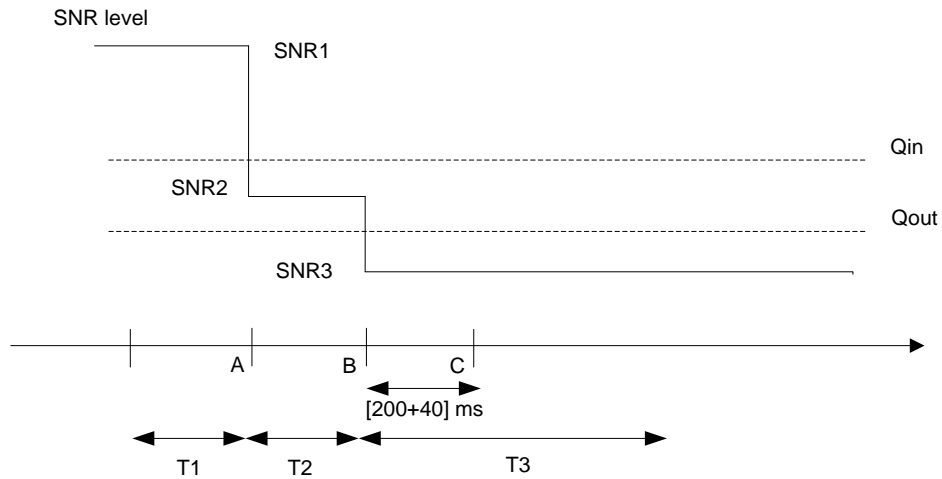 SNR level
SNR1
Qin
SNR2
Qout
SNR3
A
B
C
[200+40] ms
T1
T2
T3